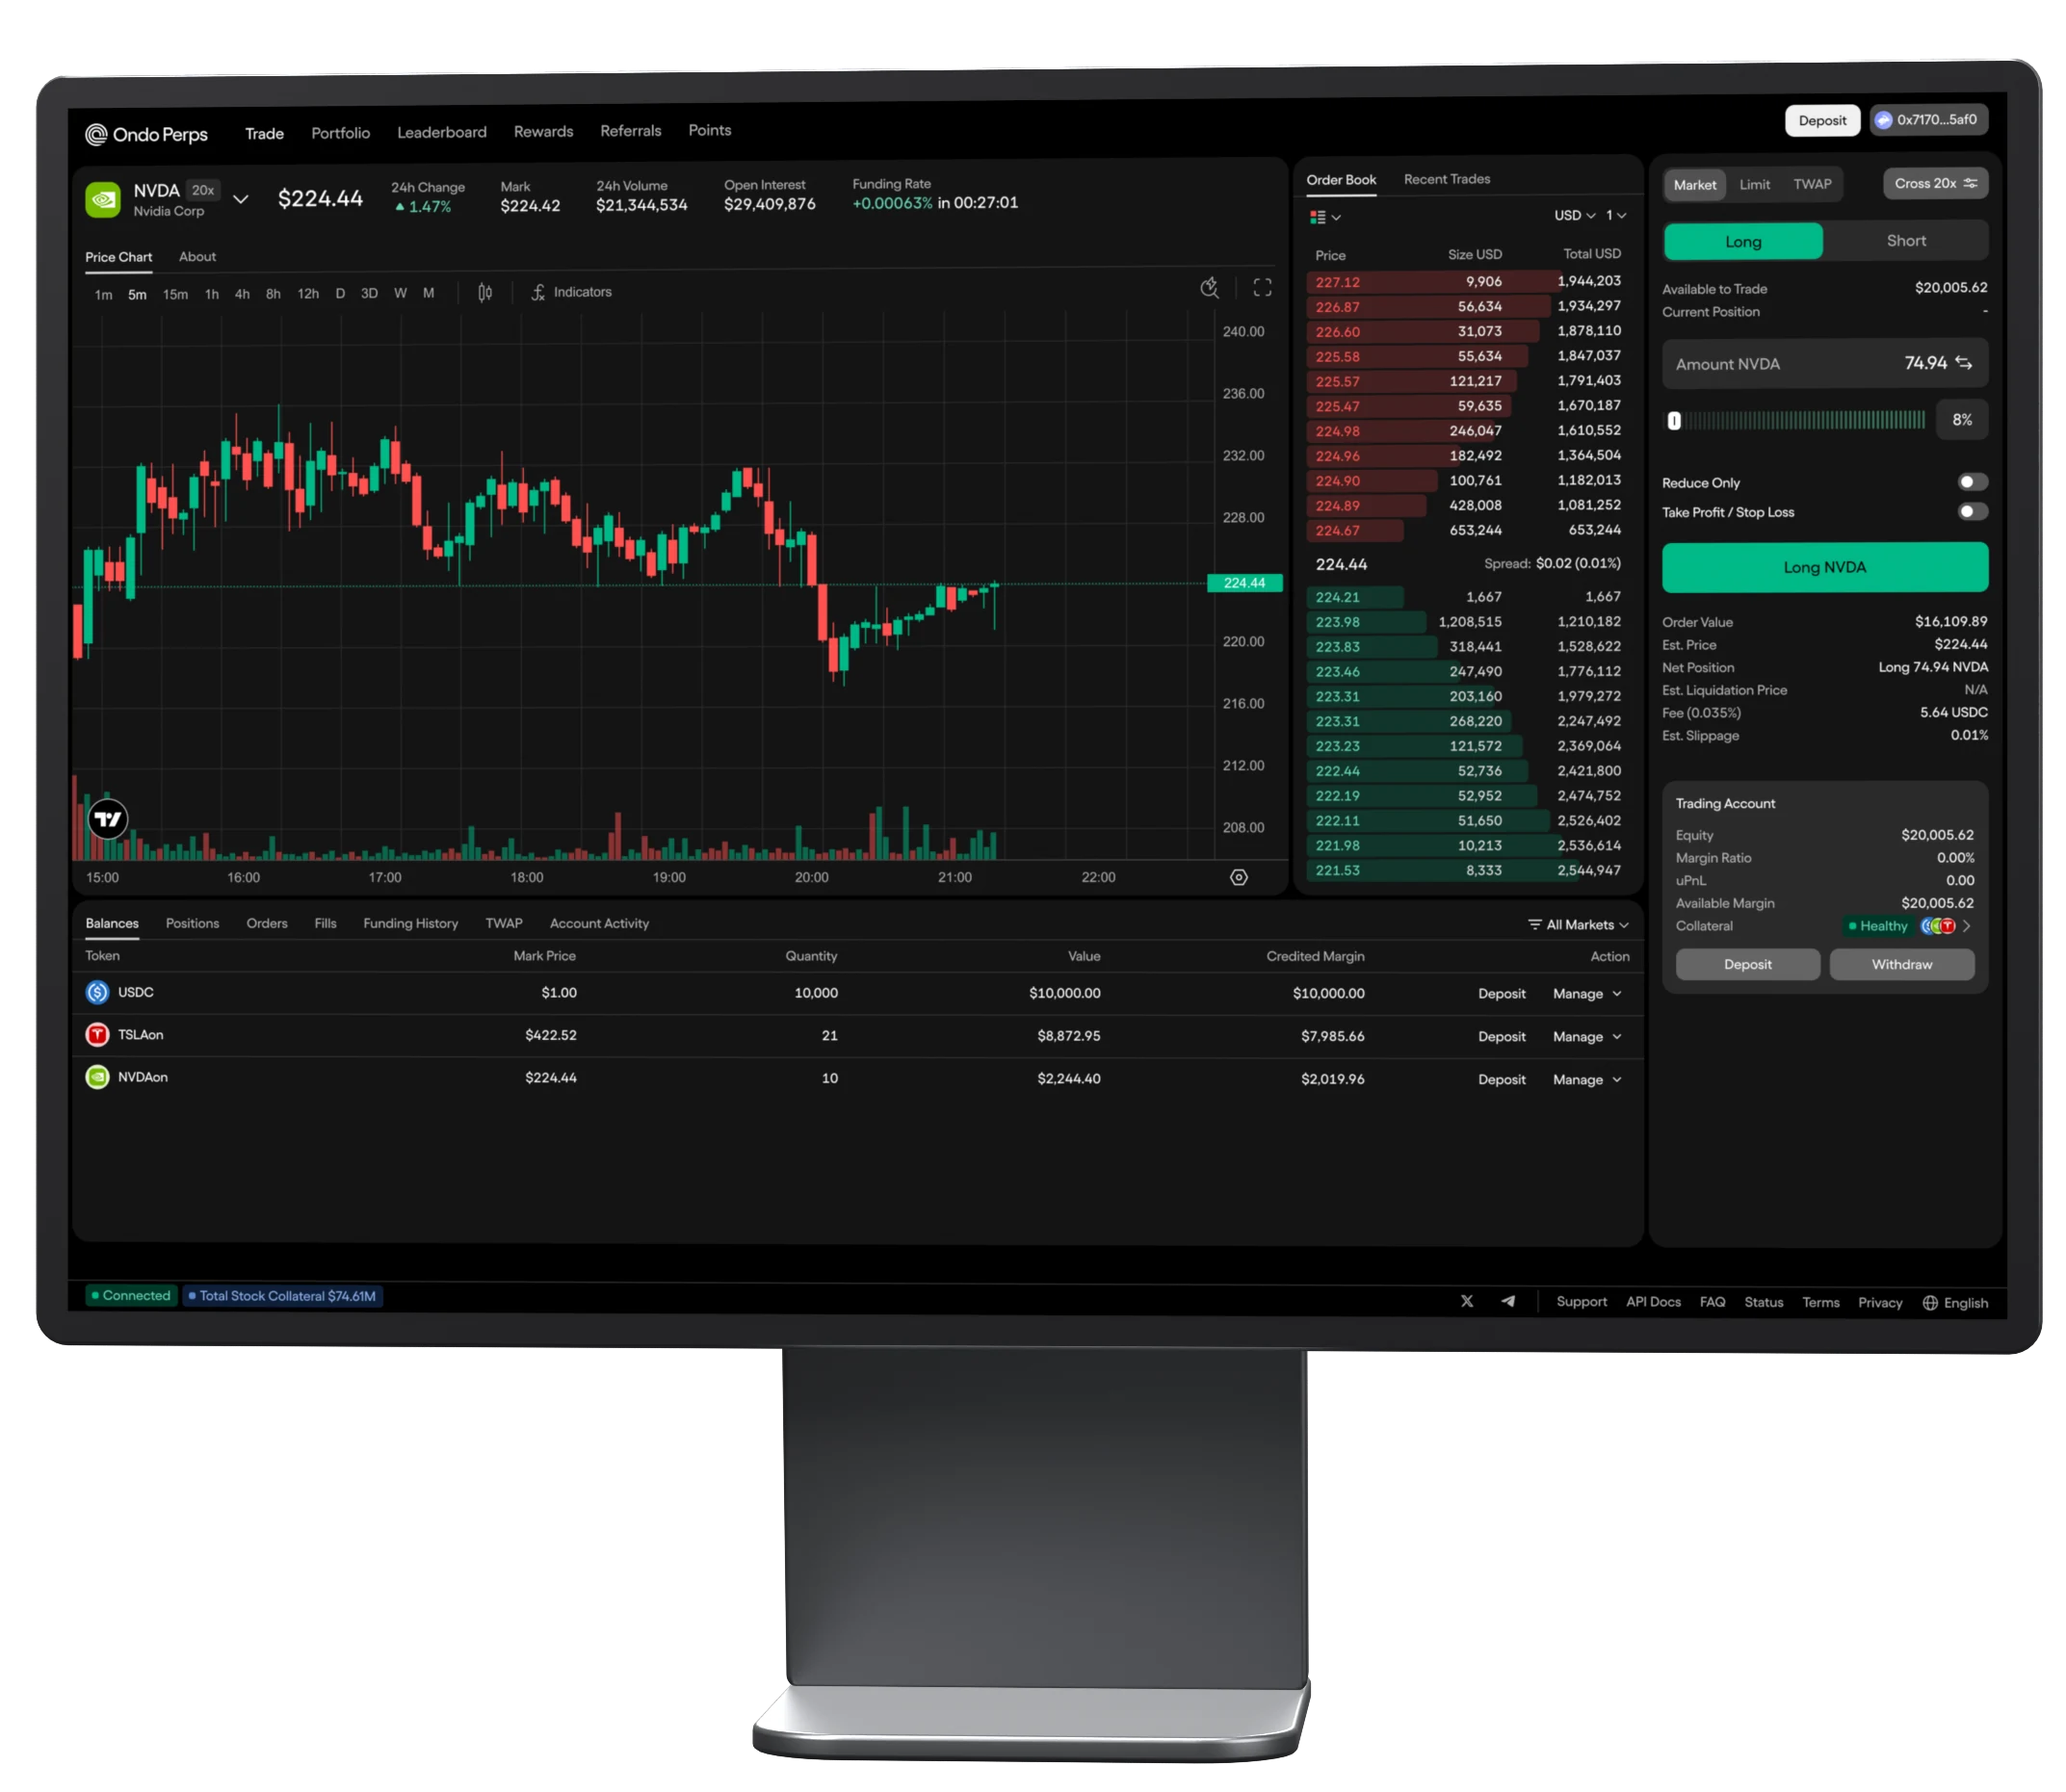 Ondo Perps Trade Portfolio Leaderboard Rewards Referrals Points Deposit 0x7170...5af0
NVDA 20x
Nvidia Corp
$224.44
24h Change
1.47%
Mark
$224.42
24h Volume
$21,344,534
Open Interest
$29,409,876
Funding Rate
+0.00063% in 00:27:01
Price Chart About
1m 5m 15m 1h 4h 8h 12h D 3D W M Indicators
240.00
236.00
232.00
228.00
224.44
220.00
216.00
212.00
208.00
15:00 16:00 17:00 18:00 19:00 20:00 21:00 22:00
Order Book Recent Trades
USD 1
Price Size USD Total USD
227.12 9,906 1,944,203
226.87 56,634 1,934,297
226.60 31,073 1,878,110
225.58 55,634 1,847,037
225.57 121,217 1,791,403
225.47 59,635 1,670,187
224.98 246,047 1,610,552
224.96 182,492 1,364,504
224.90 100,761 1,182,013
224.89 428,008 1,081,252
224.67 653,244 653,244
224.44 Spread: $0.02 (0.01%)
224.21 1,667 1,667
223.98 1,208,515 1,210,182
223.83 318,441 1,528,622
223.46 247,490 1,776,112
223.31 203,160 1,979,272
223.31 268,220 2,247,492
223.23 121,572 2,369,064
222.44 52,736 2,421,800
222.19 52,952 2,474,752
222.11 51,650 2,526,402
221.98 10,213 2,536,614
221.53 8,333 2,544,947
Market Limit TWAP Cross 20x
Long Short
Available to Trade $20,005.62
Current Position -
Amount NVDA 74.94
8%
Reduce Only
Take Profit / Stop Loss
Long NVDA
Order Value $16,109.89
Est. Price $224.44
Net Position Long 74.94 NVDA
Est. Liquidation Price N/A
Fee (0.035%) 5.64 USDC
Est. Slippage 0.01%
Trading Account
Equity $20,005.62
Margin Ratio 0.00%
uPnL 0.00
Available Margin $20,005.62
Collateral Healthy
Deposit Withdraw
Balances Positions Orders Fills Funding History TWAP Account Activity All Markets
Token Mark Price Quantity Value Credited Margin Action
USDC $1.00 10,000 $10,000.00 $10,000.00 Deposit Manage
TSLAon $422.52 21 $8,872.95 $7,985.66 Deposit Manage
NVDAon $224.44 10 $2,244.40 $2,019.96 Deposit Manage
Connected Total Stock Collateral $74.61M Support API Docs FAQ Status Terms Privacy English